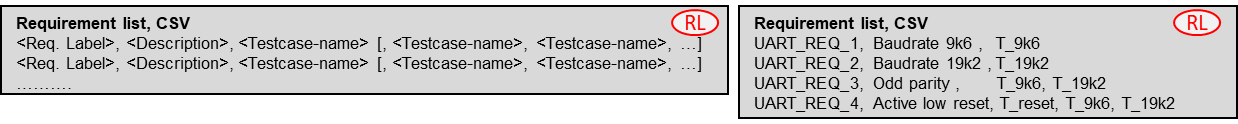 Requirement list, CSV
RL
<Req. Label>, <Description>, <Testcase-name> [, <Testcase-name>, <Testcase-name>, …]
<Req. Label>, <Description>, <Testcase-name> [, <Testcase-name>, <Testcase-name>, …]
……….
Requirement list, CSV
RL
UART_REQ_1, Baudrate 9k6 , T_9k6
UART_REQ_2, Baudrate 19k2 , T_19k2
UART_REQ_3, Odd parity , T_9k6, T_19k2
UART_REQ_4, Active low reset, T_reset, T_9k6, T_19k2